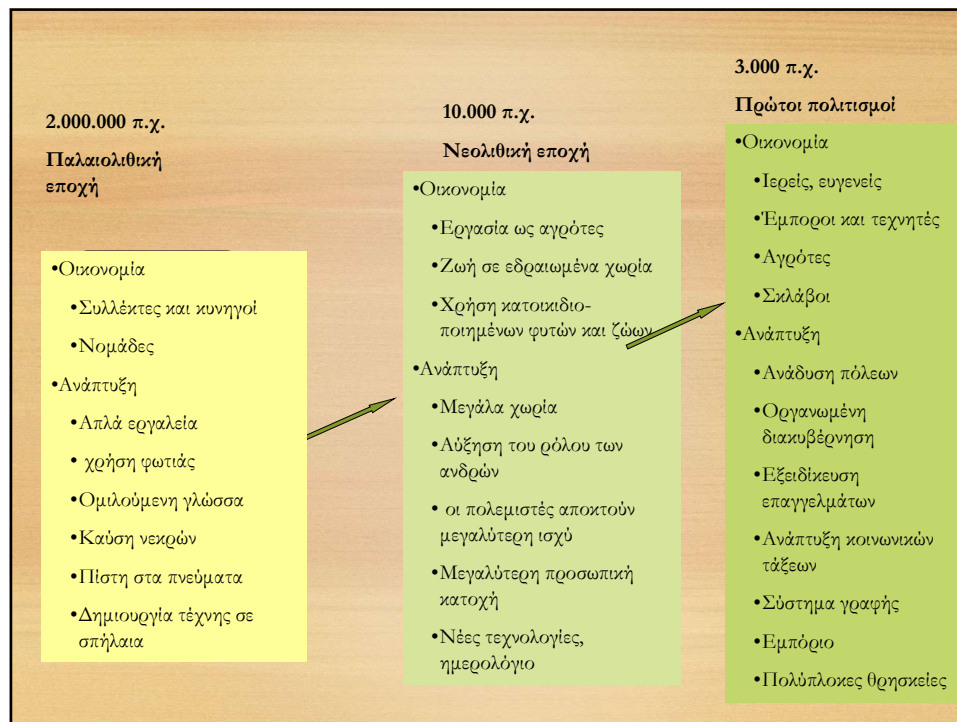 2.000.000 π.χ.
Παλαιολιθική
εποχή
•Οικονομία
•Συλλέκτες και κυνηγοί
•Νομάδες
•Ανάπτυξη
•Απλά εργαλεία
• χρήση φωτιάς
•Ομιλούμενη γλώσσα
•Καύση νεκρών
•Πίστη στα πνεύματα
•Δημιουργία τέχνης σε
σπήλαια
10.000 π.χ.
Νεολιθική εποχή
•Οικονομία
•Εργασία ως αγρότες
•Ζωή σε εδραιωμένα χωρία
•Χρήση κατοικιδιο-
ποιημένων φυτών και ζώων
•Ανάπτυξη
•Μεγάλα χωρία
•Αύξηση του ρόλου των
ανδρών
• οι πολεμιστές αποκτούν
μεγαλύτερη ισχύ
•Μεγαλύτερη προσωπική
κατοχή
•Νέες τεχνολογίες,
ημερολόγιο
3.000 π.χ.
Πρώτοι πολιτισμοί
•Οικονομία
•Ιερείς, ευγενείς
•Έμποροι και τεχνητές
•Αγρότες
•Σκλάβοι
•Ανάπτυξη
•Ανάδυση πόλεων
•Οργανωμένη
διακυβέρνηση
•Εξειδίκευση
επαγγελμάτων
•Ανάπτυξη κοινωνικών
τάξεων
•Σύστημα γραφής
•Εμπόριο
•Πολύπλοκες θρησκείες